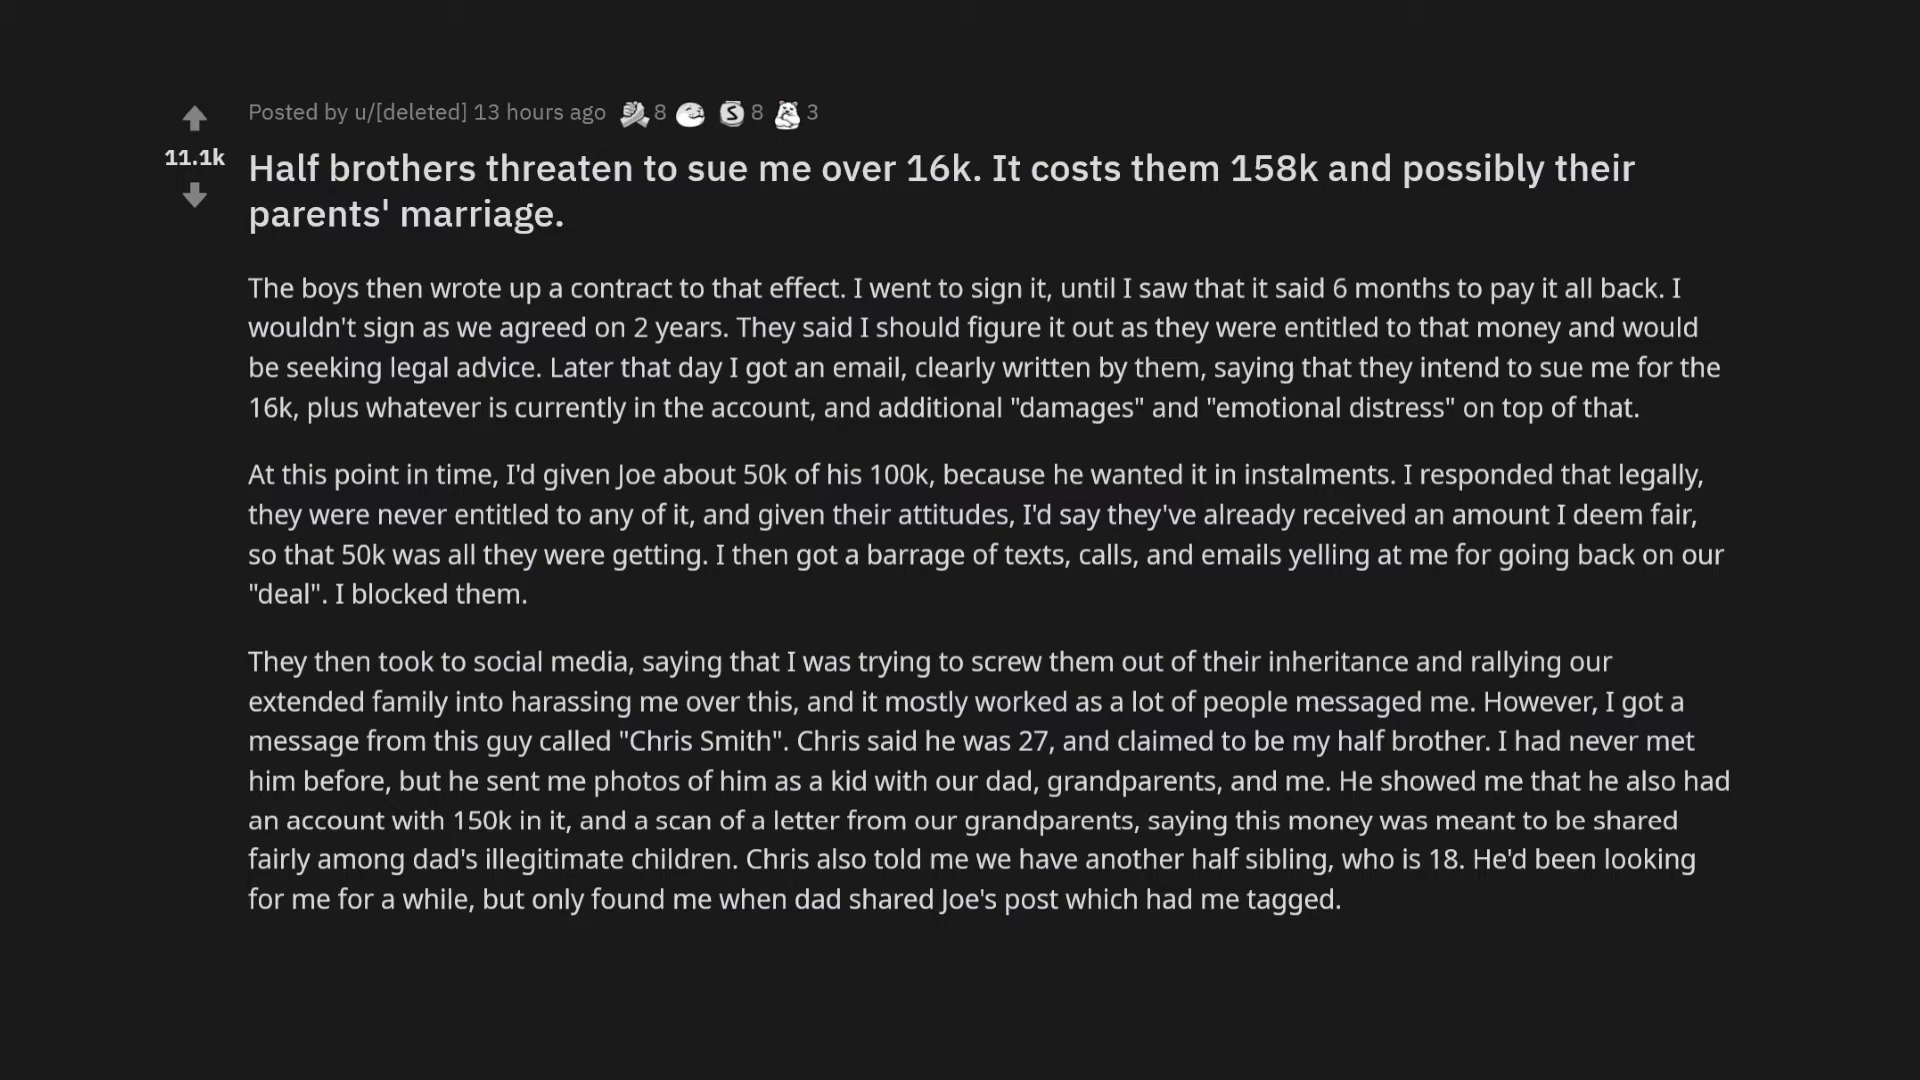 Posted by u/[deleted] 13 hours ago 8 S 8 3
11.1k
Half brothers threaten to sue me over 16k. It costs them 158k and possibly their
parents' marriage.
The boys then wrote up a contract to that effect. I went to sign it, until I saw that it said 6 months to pay it all back. I
wouldn't sign as we agreed on 2 years. They said I should figure it out as they were entitled to that money and would
be seeking legal advice. Later that day I got an email, clearly written by them, saying that they intend to sue me for the
16k, plus whatever is currently in the account, and additional "damages" and "emotional distress" on top of that.
At this point in time, I'd given Joe about 50k of his 100k, because he wanted it in instalments. I responded that legally,
they were never entitled to any of it, and given their attitudes, I'd say they've already received an amount I deem fair,
so that 50k was all they were getting. I then got a barrage of texts, calls, and emails yelling at me for going back on our
"deal". I blocked them.
They then took to social media, saying that I was trying to screw them out of their inheritance and rallying our
extended family into harassing me over this, and it mostly worked as a lot of people messaged me. However, I got a
message from this guy called "Chris Smith". Chris said he was 27, and claimed to be my half brother. I had never met
him before, but he sent me photos of him as a kid with our dad, grandparents, and me. He showed me that he also had
an account with 150k in it, and a scan of a letter from our grandparents, saying this money was meant to be shared
fairly among dad's illegitimate children. Chris also told me we have another half sibling, who is 18. He'd been looking
for me for a while, but only found me when dad shared Joe's post which had me tagged.